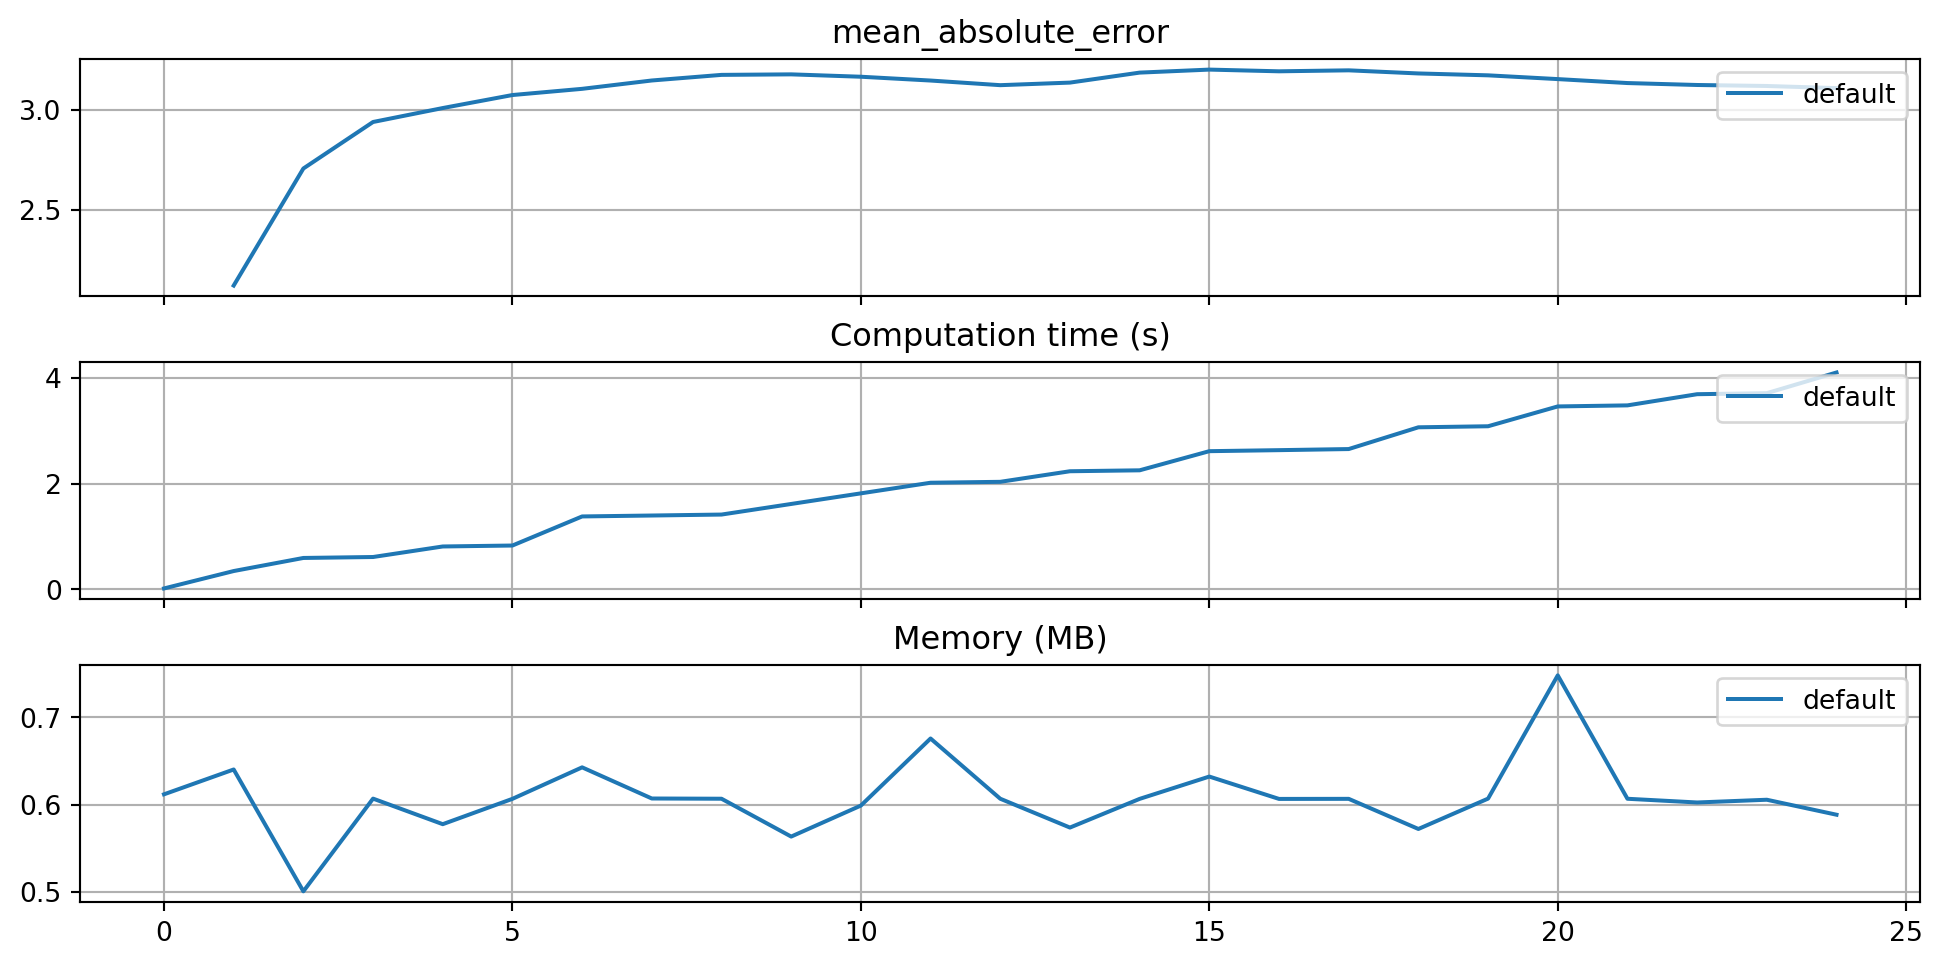 mean_absolute_error
3.0
2.5
default
Computation time (s)
4
2
0
default
Memory (MB)
0.7
0.6
0.5
default
0 5 10 15 20 25